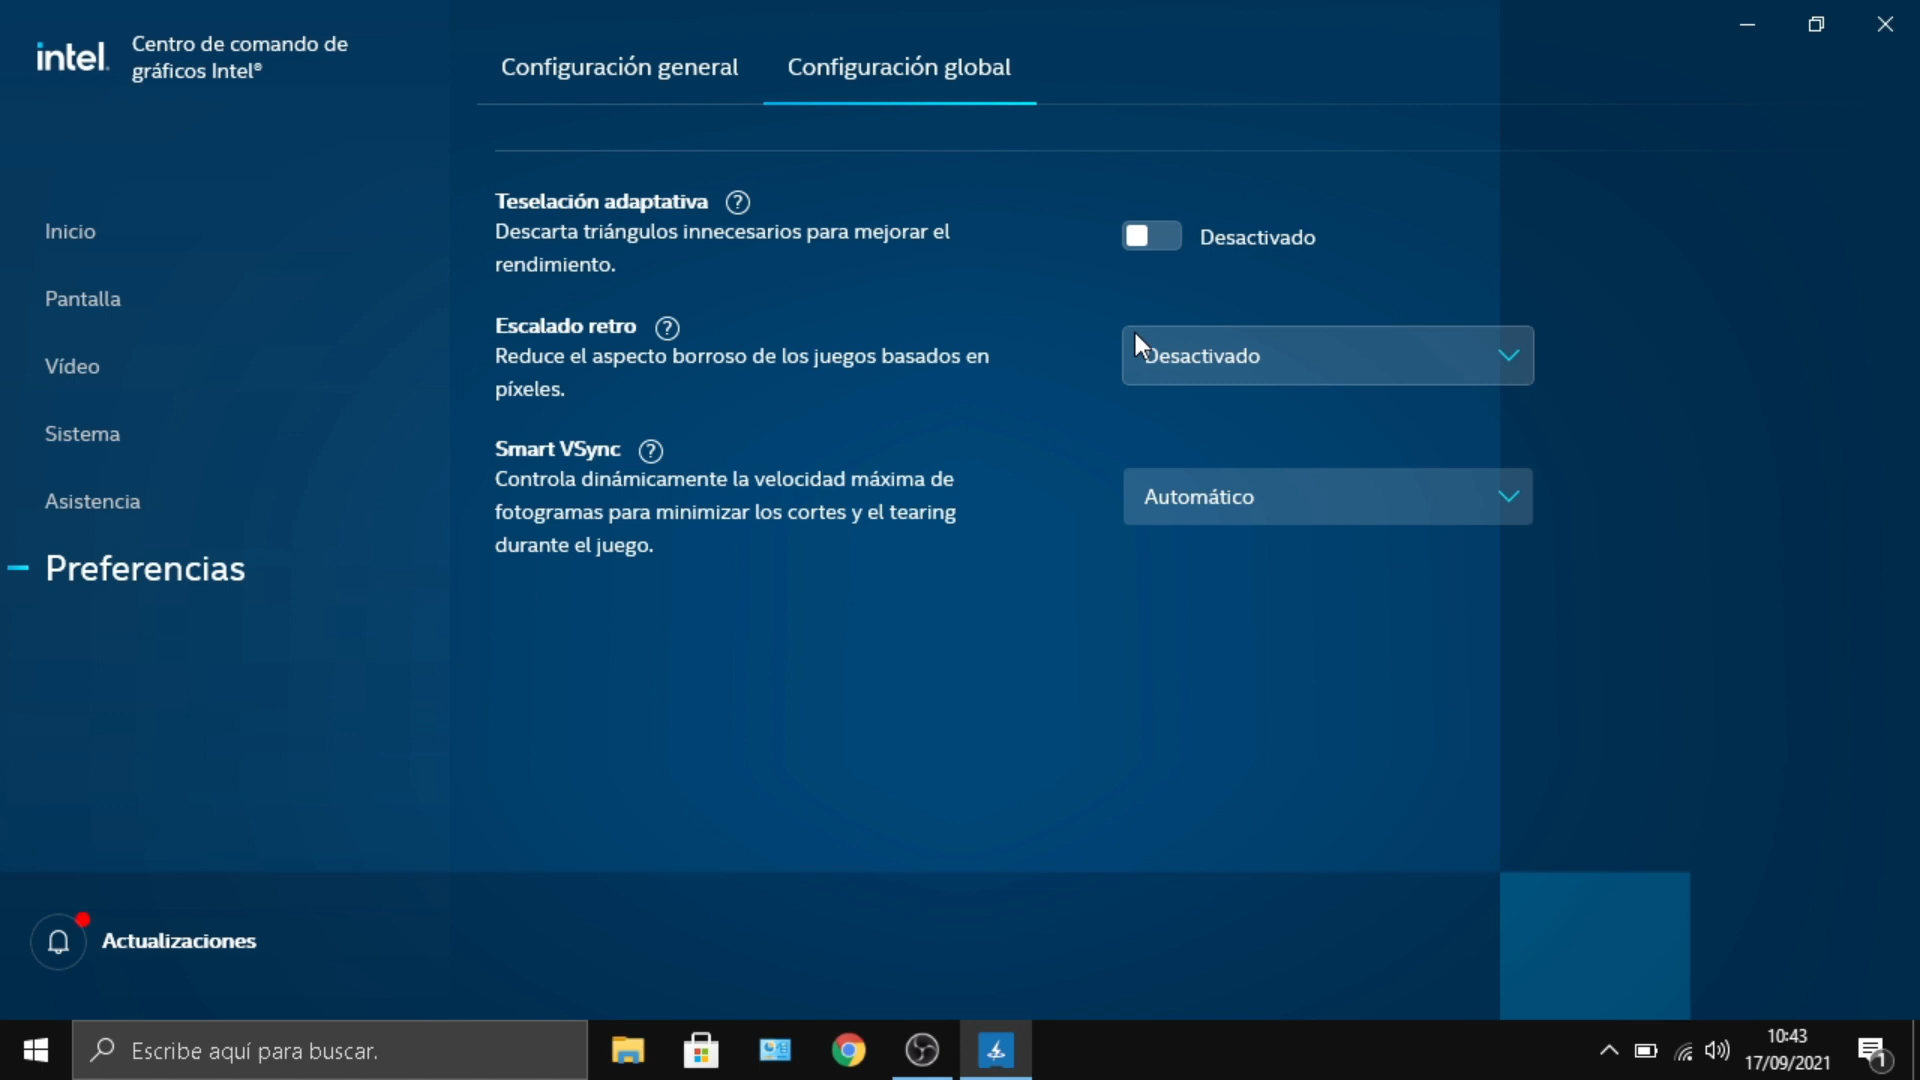 intel.
Centro de comando de
gráficos Intel®
Configuración general
Configuración global
Inicio
Pantalla
Vídeo
Sistema
Asistencia
Preferencias
Teselación adaptativa ?
Descarta triángulos innecesarios para mejorar el
rendimiento.
Desactivado
Escalado retro ?
Reduce el aspecto borroso de los juegos basados en
píxeles.
Desactivado
Smart VSync ?
Controla dinámicamente la velocidad máxima de
fotogramas para minimizar los cortes y el tearing
durante el juego.
Automático
Actualizaciones
Escribe aquí para buscar.
10:43
17/09/2021
1